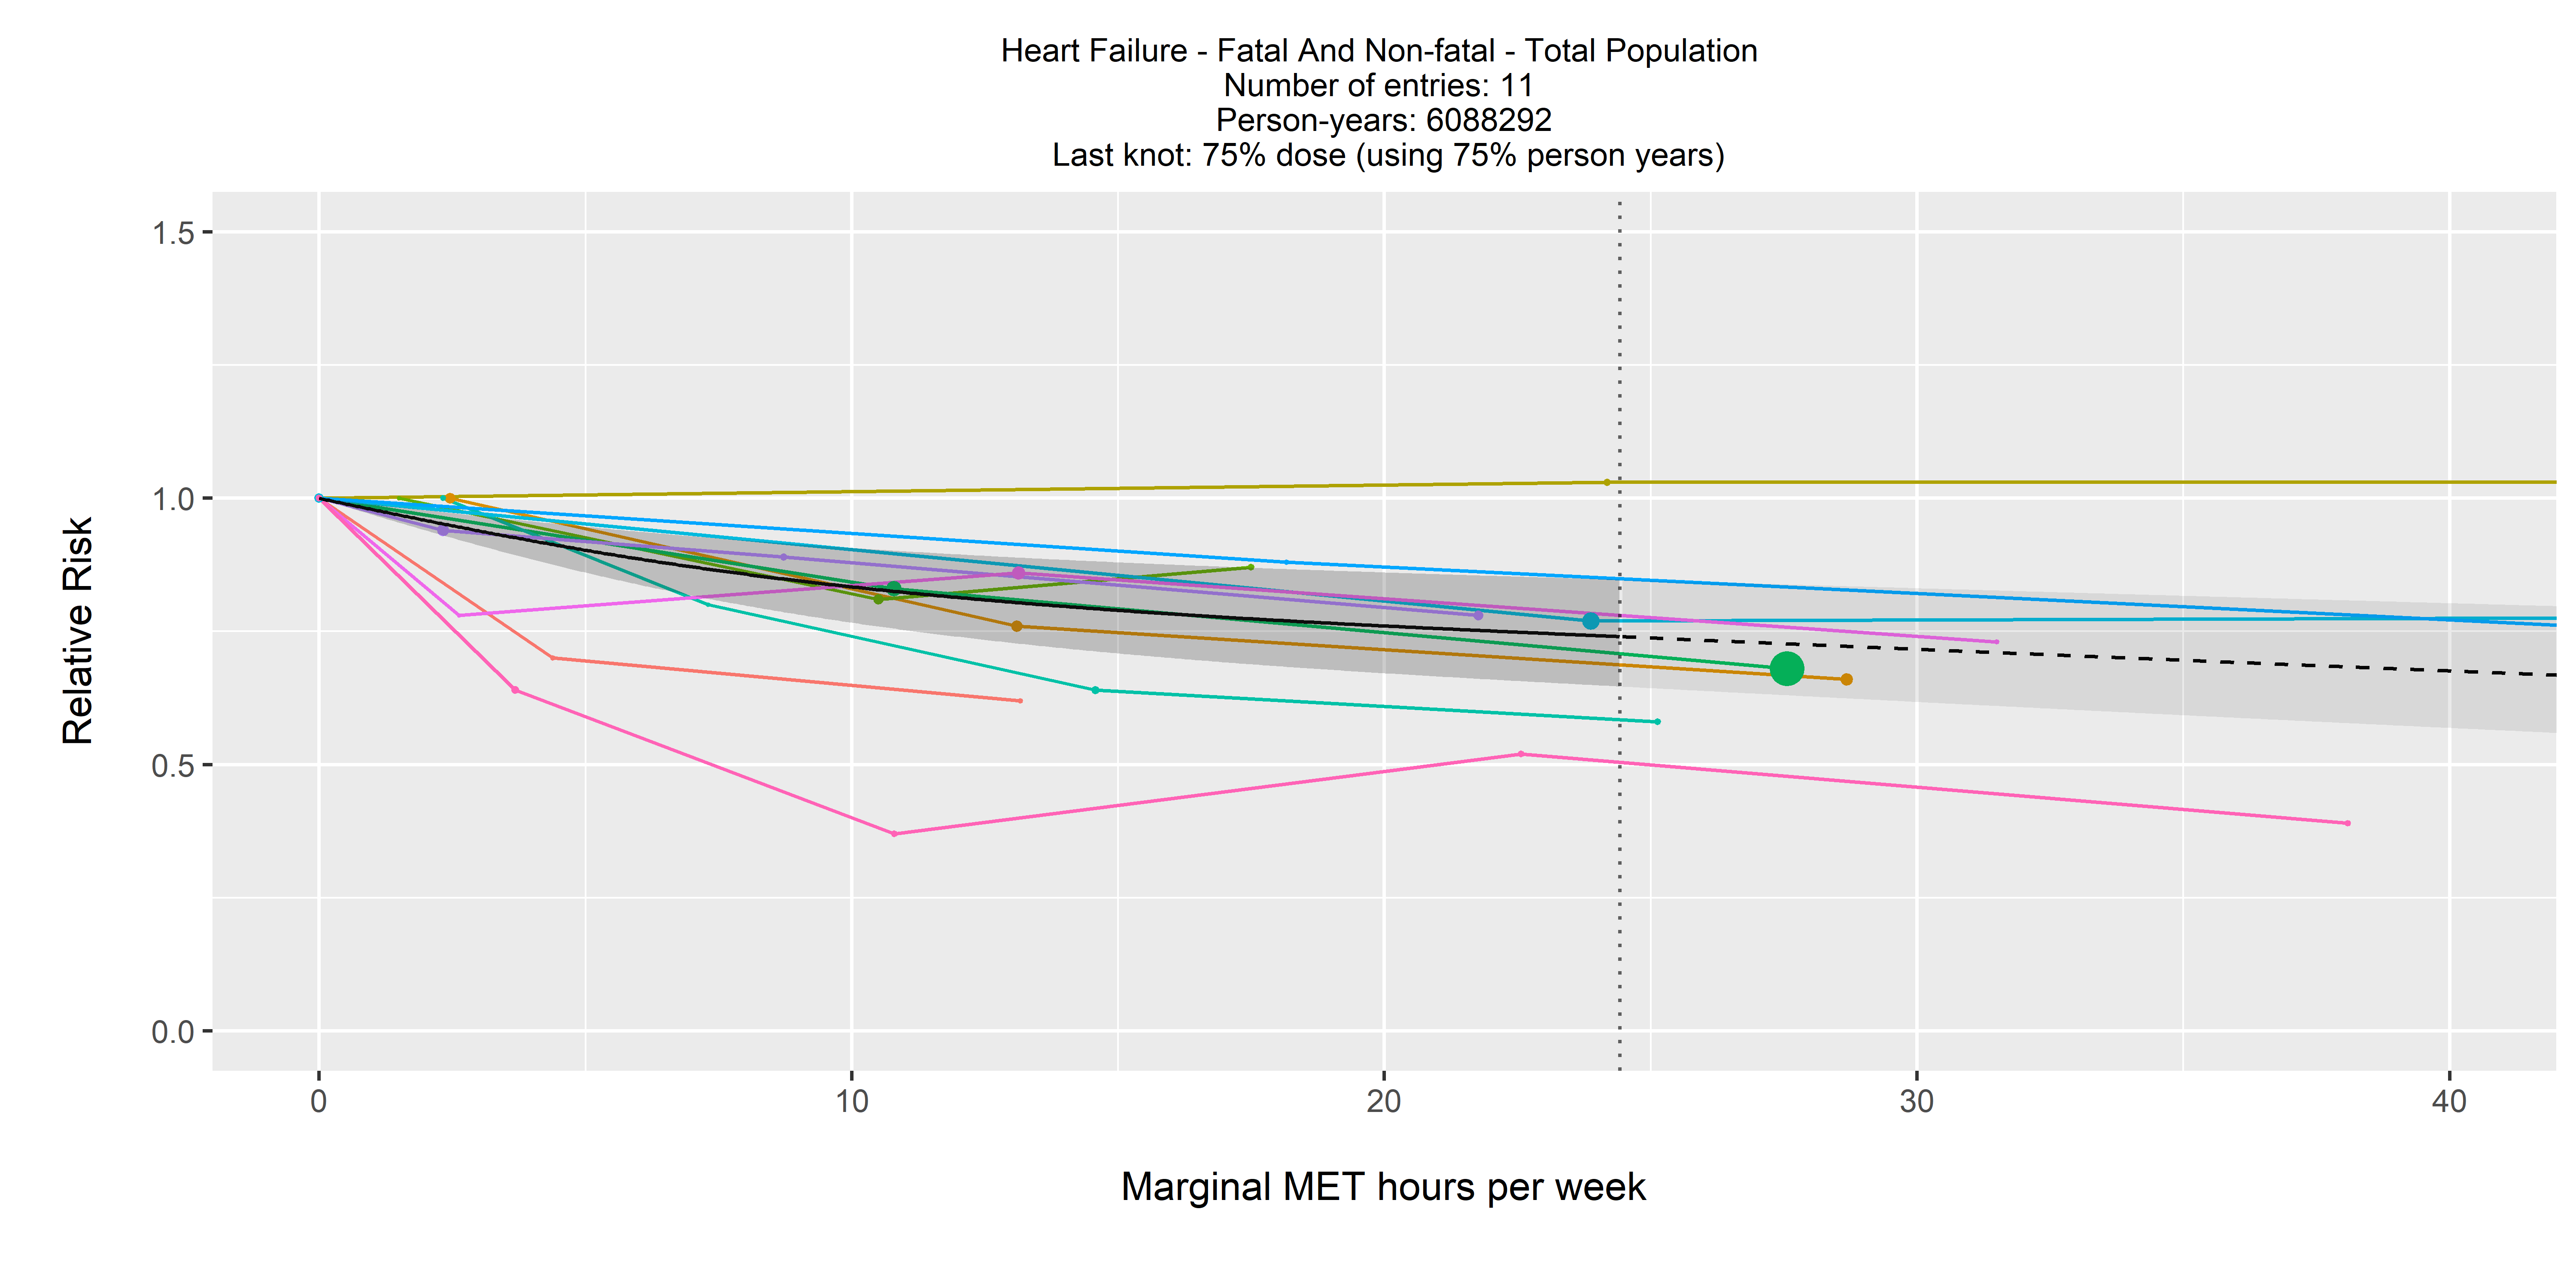 Heart Failure - Fatal And Non-fatal - Total Population
Number of entries: 11
Person-years: 6088292
Last knot: 75% dose (using 75% person years)
1.5
1.0
0.5
0.0
Relative Risk
0 10 20 30 40
Marginal MET hours per week